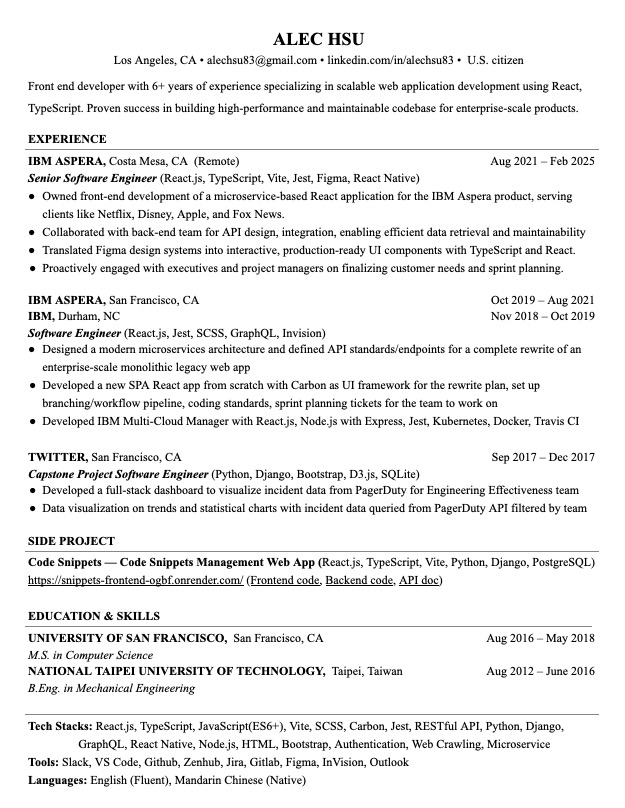 ALEC HSU
Los Angeles, CA • alechsu83@gmail.com • linkedin.com/in/alechsu83 • U.S. citizen
Front end developer with 6+ years of experience specializing in scalable web application development using React,
TypeScript. Proven success in building high-performance and maintainable codebase for enterprise-scale products.
EXPERIENCE
IBM ASPERA, Costa Mesa, CA (Remote) Aug 2021 – Feb 2025
Senior Software Engineer (React.js, TypeScript, Vite, Jest, Figma, React Native)
● Owned front-end development of a microservice-based React application for the IBM Aspera product, serving
clients like Netflix, Disney, Apple, and Fox News.
● Collaborated with back-end team for API design, integration, enabling efficient data retrieval and maintainability
● Translated Figma design systems into interactive, production-ready UI components with TypeScript and React.
● Proactively engaged with executives and project managers on finalizing customer needs and sprint planning.
IBM ASPERA, San Francisco, CA Oct 2019 – Aug 2021
IBM, Durham, NC Nov 2018 – Oct 2019
Software Engineer (React.js, Jest, SCSS, GraphQL, Invision)
● Designed a modern microservices architecture and defined API standards/endpoints for a complete rewrite of an
enterprise-scale monolithic legacy web app
● Developed a new SPA React app from scratch with Carbon as UI framework for the rewrite plan, set up
branching/workflow pipeline, coding standards, sprint planning tickets for the team to work on
● Developed IBM Multi-Cloud Manager with React.js, Node.js with Express, Jest, Kubernetes, Docker, Travis CI
TWITTER, San Francisco, CA Sep 2017 – Dec 2017
Capstone Project Software Engineer (Python, Django, Bootstrap, D3.js, SQLite)
● Developed a full-stack dashboard to visualize incident data from PagerDuty for Engineering Effectiveness team
● Data visualization on trends and statistical charts with incident data queried from PagerDuty API filtered by team
SIDE PROJECT
Code Snippets — Code Snippets Management Web App (React.js, TypeScript, Vite, Python, Django, PostgreSQL)
https://snippets-frontend-ogbf.onrender.com/ (Frontend code, Backend code, API doc)
EDUCATION & SKILLS
UNIVERSITY OF SAN FRANCISCO, San Francisco, CA Aug 2016 – May 2018
M.S. in Computer Science
NATIONAL TAIPEI UNIVERSITY OF TECHNOLOGY, Taipei, Taiwan Aug 2012 – June 2016
B.Eng. in Mechanical Engineering
Tech Stacks: React.js, TypeScript, JavaScript(ES6+), Vite, SCSS, Carbon, Jest, RESTful API, Python, Django,
GraphQL, React Native, Node.js, HTML, Bootstrap, Authentication, Web Crawling, Microservice
Tools: Slack, VS Code, Github, Zenhub, Jira, Gitlab, Figma, InVision, Outlook
Languages: English (Fluent), Mandarin Chinese (Native)